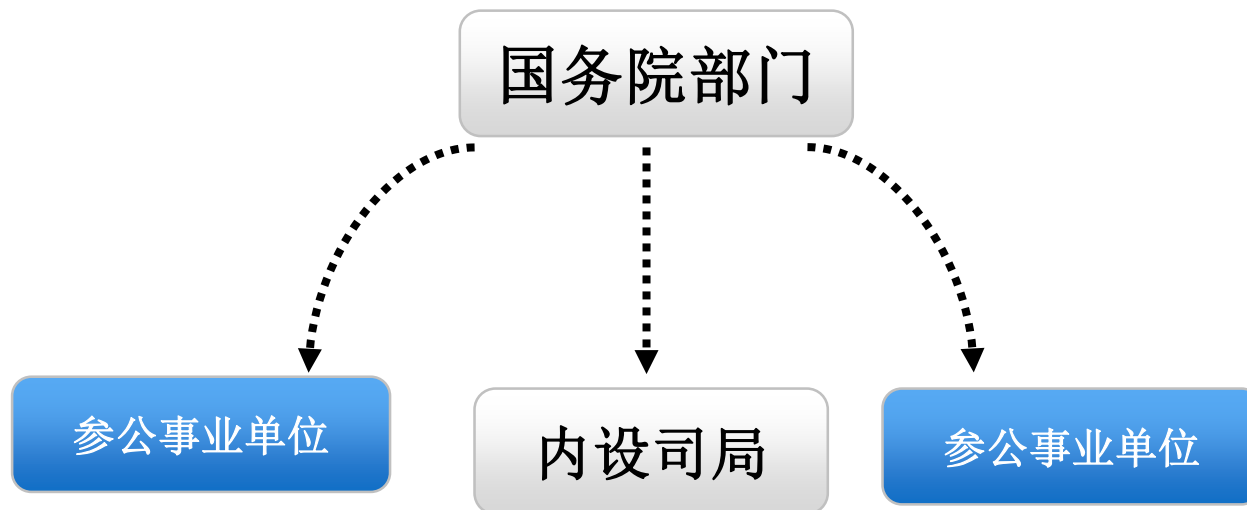 国务院部门
参公事业单位
内设司局
参公事业单位